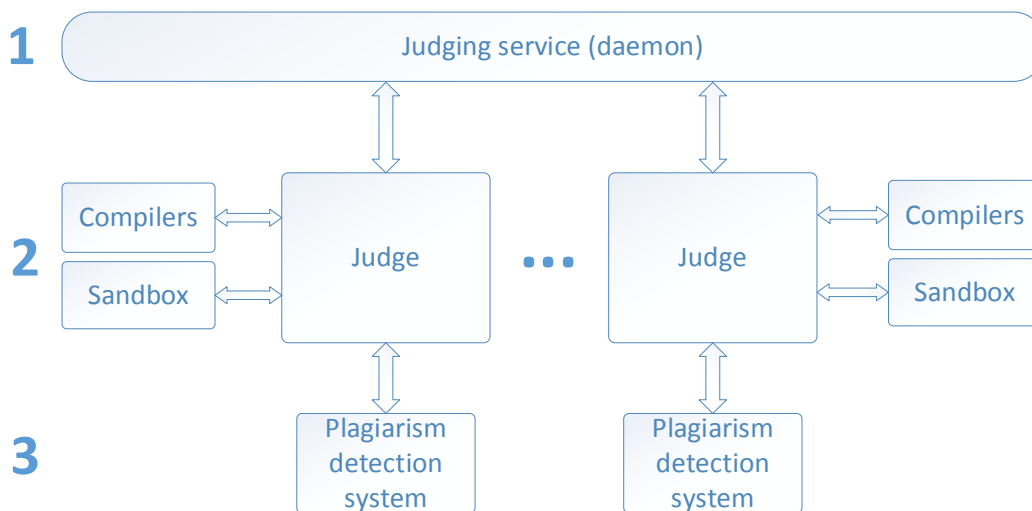 1
Judging service (daemon)
Compilers
Compilers
2
Judge
...
Judge
Sandbox
Sandbox
3
Plagiarism
detection
system
Plagiarism
detection
system